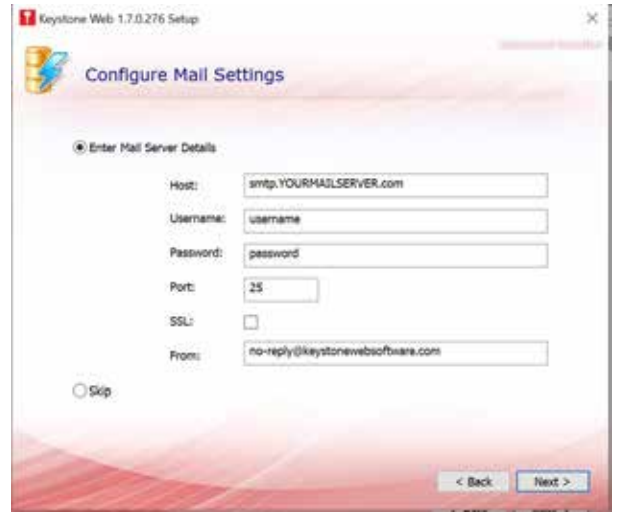 Keystone Web 1.7.0.276 Setup
Configure Mail Settings
Enter Mail Server Details
Host: smtp.YOURMAILSERVER.com
Username: username
Password: password
Port: 25
SSL:
From: no-reply@keystonewebsoftware.com
Skip
< Back Next >